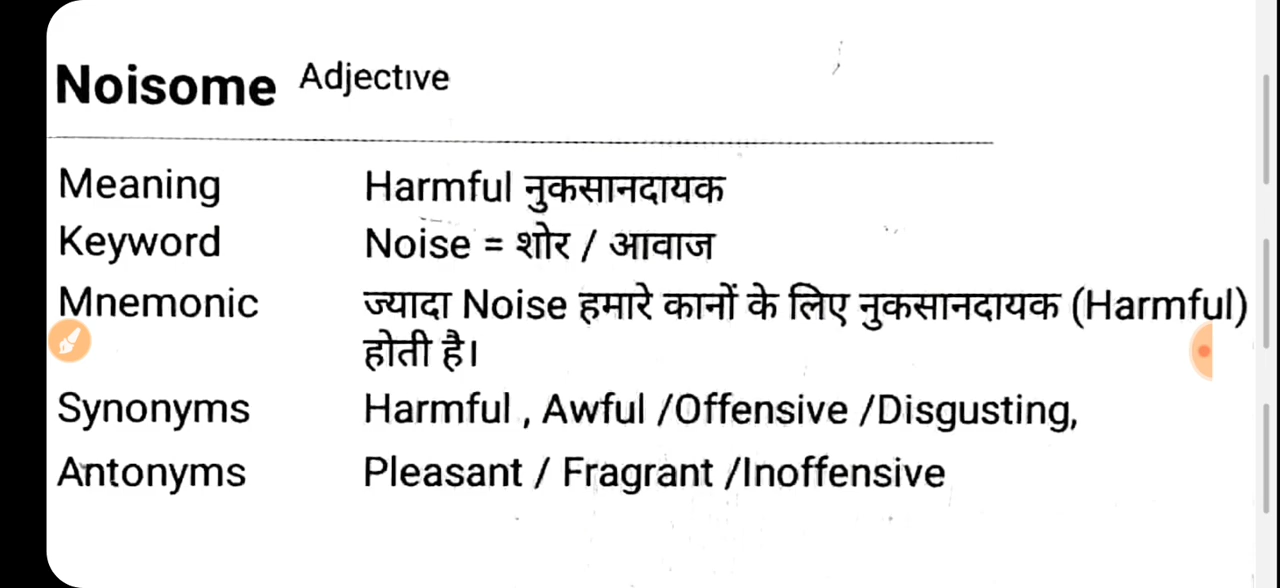 Noisome Adjective
Meaning Harmful नुकसानदायक
Keyword Noise = शोर / आवाज
Mnemonic ज्यादा Noise हमारे कानों के लिए नुकसानदायक (Harmful)
होती है।
Synonyms Harmful , Awful /Offensive /Disgusting,
Antonyms Pleasant / Fragrant /Inoffensive